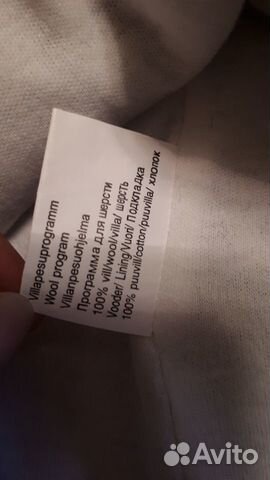 Villapesuprogramm
Wool program
Villanpesuohjelma
Программа для шерсти
100% vill/wool/villa/ шерсть
Vooder/ Lining/Vuori/ Подкладка
100% puuvill/cotton/puuvilla/ хлопок
Avito